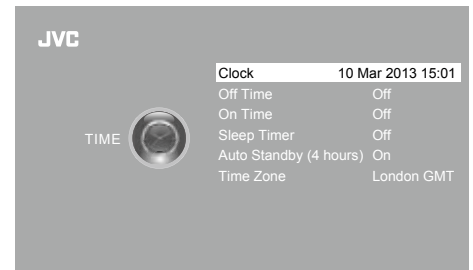 JVC
TIME
Clock 10 Mar 2013 15:01
Off Time Off
On Time Off
Sleep Timer Off
Auto Standby (4 hours) On
Time Zone London GMT